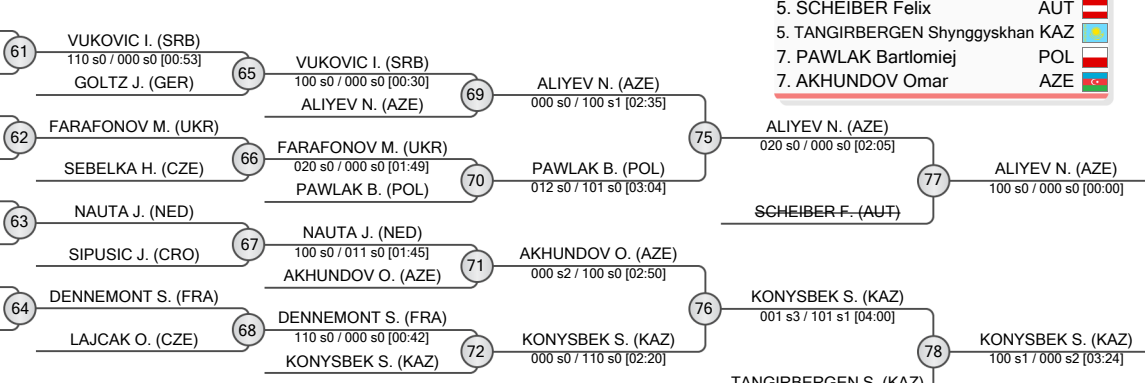 5. SCHEIBER Felix AUT
5. TANGIRBERGEN Shynggyskhan KAZ
7. PAWLAK Bartlomiej POL
7. AKHUNDOV Omar AZE
61
VUKOVIC I. (SRB)
110 s0 / 000 s0 [00:53]
GOLTZ J. (GER)
65
62
FARAFONOV M. (UKR)
SEBELKA H. (CZE)
66
63
NAUTA J. (NED)
SIPUSIC J. (CRO)
67
64
DENNEMONT S. (FRA)
LAJCAK O. (CZE)
68
VUKOVIC I. (SRB)
100 s0 / 000 s0 [00:30]
ALIYEV N. (AZE)
69
FARAFONOV M. (UKR)
020 s0 / 000 s0 [01:49]
PAWLAK B. (POL)
70
NAUTA J. (NED)
100 s0 / 011 s0 [01:45]
AKHUNDOV O. (AZE)
71
DENNEMONT S. (FRA)
110 s0 / 000 s0 [00:42]
KONYSBEK S. (KAZ)
72
ALIYEV N. (AZE)
000 s0 / 100 s1 [02:35]
PAWLAK B. (POL)
012 s0 / 101 s0 [03:04]
75
AKHUNDOV O. (AZE)
000 s2 / 100 s0 [02:50]
KONYSBEK S. (KAZ)
000 s0 / 110 s0 [02:20]
76
ALIYEV N. (AZE)
020 s0 / 000 s0 [02:05]
SCHEIBER F. (AUT)
77
KONYSBEK S. (KAZ)
001 s3 / 101 s1 [04:00]
TANGIRBERGEN S. (KAZ)
78
ALIYEV N. (AZE)
100 s0 / 000 s0 [00:00]
KONYSBEK S. (KAZ)
100 s1 / 000 s2 [03:24]